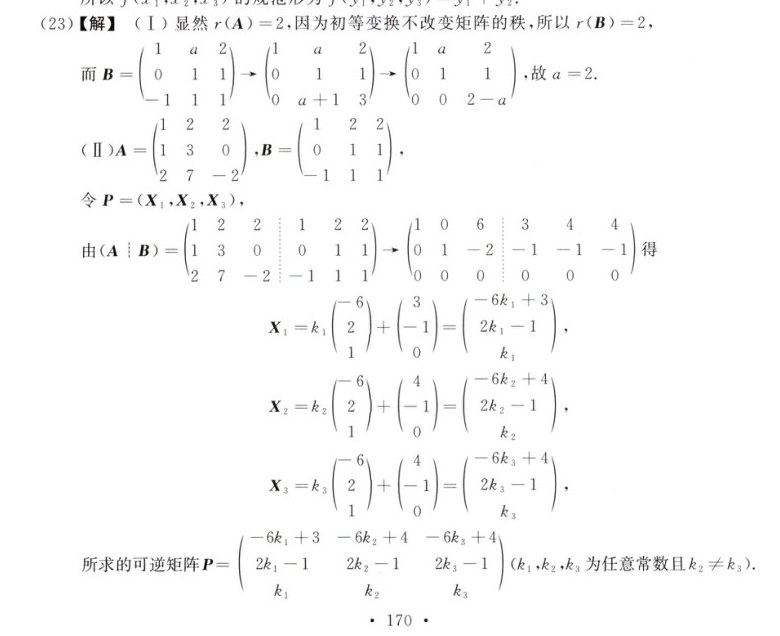 所以 f(x₁,x₂,x₃) 的规范形为 f(y₁,y₂,y₃)=y₁²+y₂².
(23)【解】 (Ⅰ)显然 r(A)=2,因为初等变换不改变矩阵的秩,所以 r(B)=2,
而 B=(1 a 2; 0 1 1; -1 1 1)→(1 a 2; 0 1 1; 0 a+1 3)→(1 a 2; 0 1 1; 0 0 2-a),故 a=2.
(Ⅱ)A=(1 2 2; 1 3 0; 2 7 -2),B=(1 2 2; 0 1 1; -1 1 1),
令 P=(X₁,X₂,X₃),
由(A ⋮ B)=(1 2 2 ⋮ 1 2 2; 1 3 0 ⋮ 0 1 1; 2 7 -2 ⋮ -1 1 1)→(1 0 6 ⋮ 3 4 4; 0 1 -2 ⋮ -1 -1 -1; 0 0 0 ⋮ 0 0 0)得
X₁=k₁(-6; 2; 1)+(3; -1; 0)=(-6k₁+3; 2k₁-1; k₁),
X₂=k₂(-6; 2; 1)+(4; -1; 0)=(-6k₂+4; 2k₂-1; k₂),
X₃=k₃(-6; 2; 1)+(4; -1; 0)=(-6k₃+4; 2k₃-1; k₃),
所求的可逆矩阵P=(-6k₁+3 -6k₂+4 -6k₃+4; 2k₁-1 2k₂-1 2k₃-1; k₁ k₂ k₃)(k₁,k₂,k₃ 为任意常数且k₂≠k₃).
• 170 •